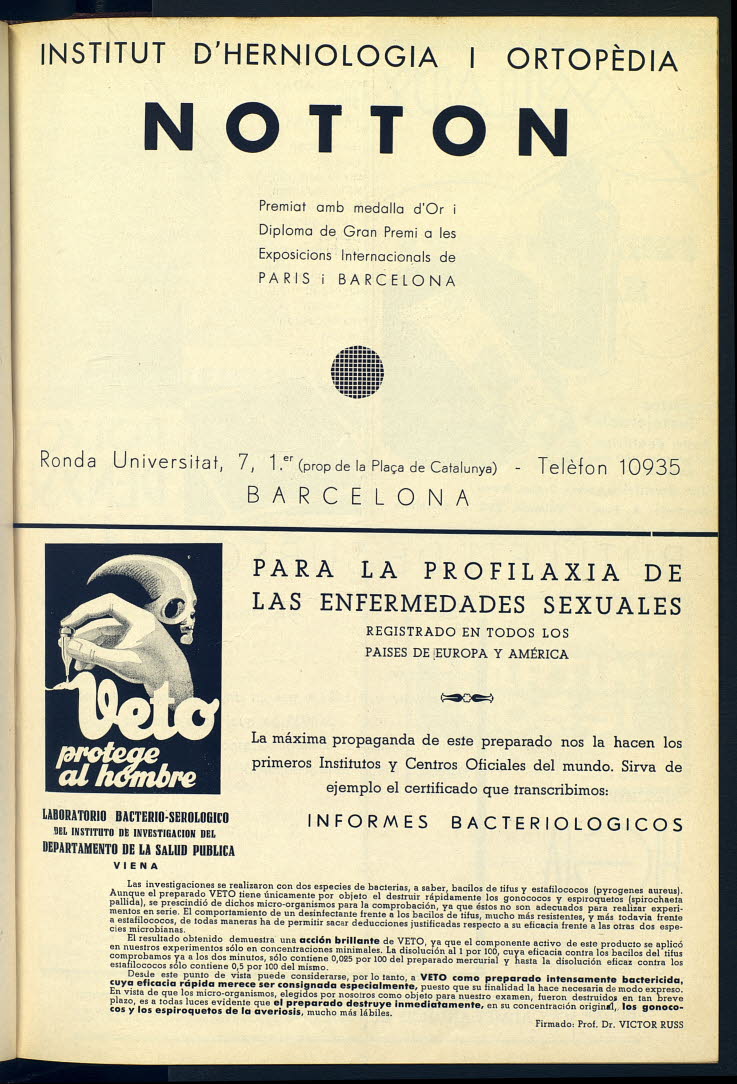 INSTITUT D'HERNIOLOGIA I ORTOPÈDIA
NOTTON
Premiat amb medalla d'Or i
Diploma de Gran Premi a les
Exposicions Internacionals de
PARIS i BARCELONA
Ronda Universitat, 7, 1.er (prop de la Plaça de Catalunya) - Telèfon 10935
BARCELONA
Veto
protege
al hombre
LABORATORIO BACTERIO-SEROLOGICO
DEL INSTITUTO DE INVESTIGACION DEL
DEPARTAMENTO DE LA SALUD PUBLICA
VIENA
PARA LA PROFILAXIA DE
LAS ENFERMEDADES SEXUALES
REGISTRADO EN TODOS LOS
PAISES DE EUROPA Y AMÉRICA
La máxima propaganda de este preparado nos la hacen los
primeros Institutos y Centros Oficiales del mundo. Sirva de
ejemplo el certificado que transcribimos:
INFORMES BACTERIOLOGICOS
Las investigaciones se realizaron con dos especies de bacterias, a saber, bacilos de tifus y estafilococos (pyrogenes aureus).
Aunque el preparado VETO tiene únicamente por objeto el destruir rápidamente los gonococos y espiroquetos (spirochaeta
pallida), se prescindió de dichos micro-organismos para la comprobación, ya que éstos no son adecuados para realizar experi-
mentos en serie. El comportamiento de un desinfectante frente a los bacilos de tifus, mucho más resistentes, y más todavia frente
a estafilococos, de todas maneras ha de permitir sacar deducciones justificadas respecto a su eficacia frente a las otras dos espe-
cies microbianas.
El resultado obtenido demuestra una acción brillante de VETO, ya que el componente activo de este producto se aplicó
en nuestros experimentos sólo en concentraciones minimales. La disolución al 1 por 100, cuya eficacia contra los bacilos del tifus
comprobamos ya a los dos minutos, sólo contiene 0,025 por 100 del preparado mercurial y hasta la disolución eficaz contra los
estafilococos sólo contiene 0,5 por 100 del mismo.
Desde este punto de vista puede considerarse, por lo tanto, a VETO como preparado intensamente bactericida,
cuya eficacia rápida merece ser consignada especialmente, puesto que su finalidad la hace necesaria de modo expreso.
En vista de que los micro-organismos, elegidos por nosotros como objeto para nuestro examen, fueron destruidos en tan breve
plazo, es a todas luces evidente que el preparado destruye inmediatamente, en su concentración original, los gonoco-
cos y los espiroquetos de la averiosis, mucho más lábiles.
Firmado: Prof. Dr. VICTOR RUSS